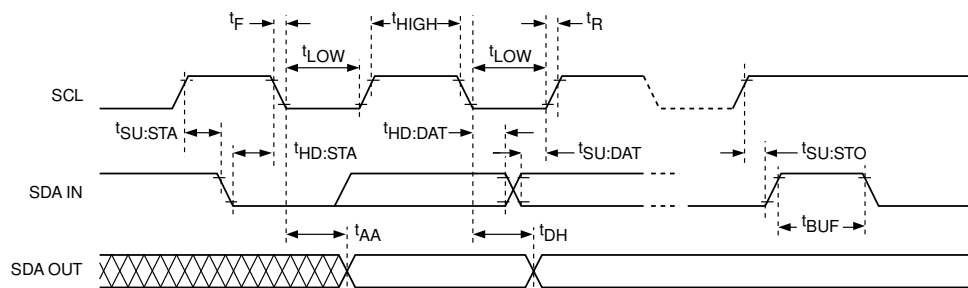 tF tHIGH tR
tLOW tLOW
SCL
tSU:STA tHD:STA tHD:DAT tSU:DAT tSU:STO
SDA IN
tAA tDH tBUF
SDA OUT